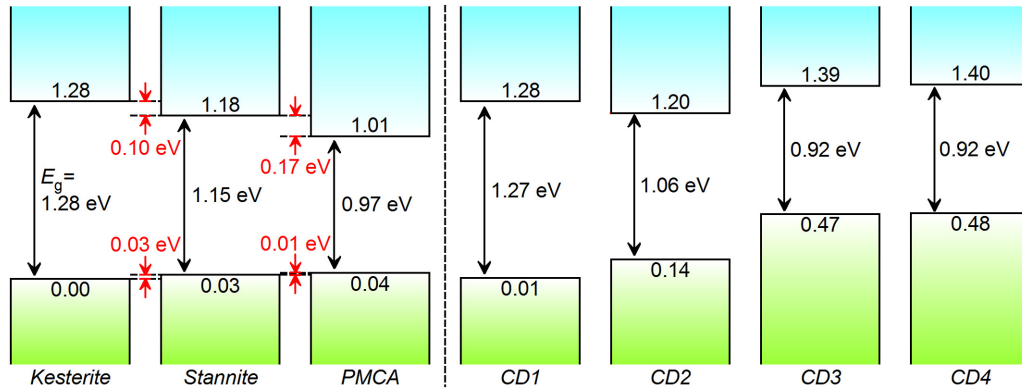 1.28
1.18
1.01
1.28
1.20
1.39
1.40
0.10 eV
0.17 eV
Eg=
1.28 eV
1.15 eV
0.97 eV
1.27 eV
1.06 eV
0.92 eV
0.92 eV
0.03 eV
0.01 eV
0.00
0.03
0.04
0.01
0.14
0.47
0.48
Kesterite
Stannite
PMCA
CD1
CD2
CD3
CD4